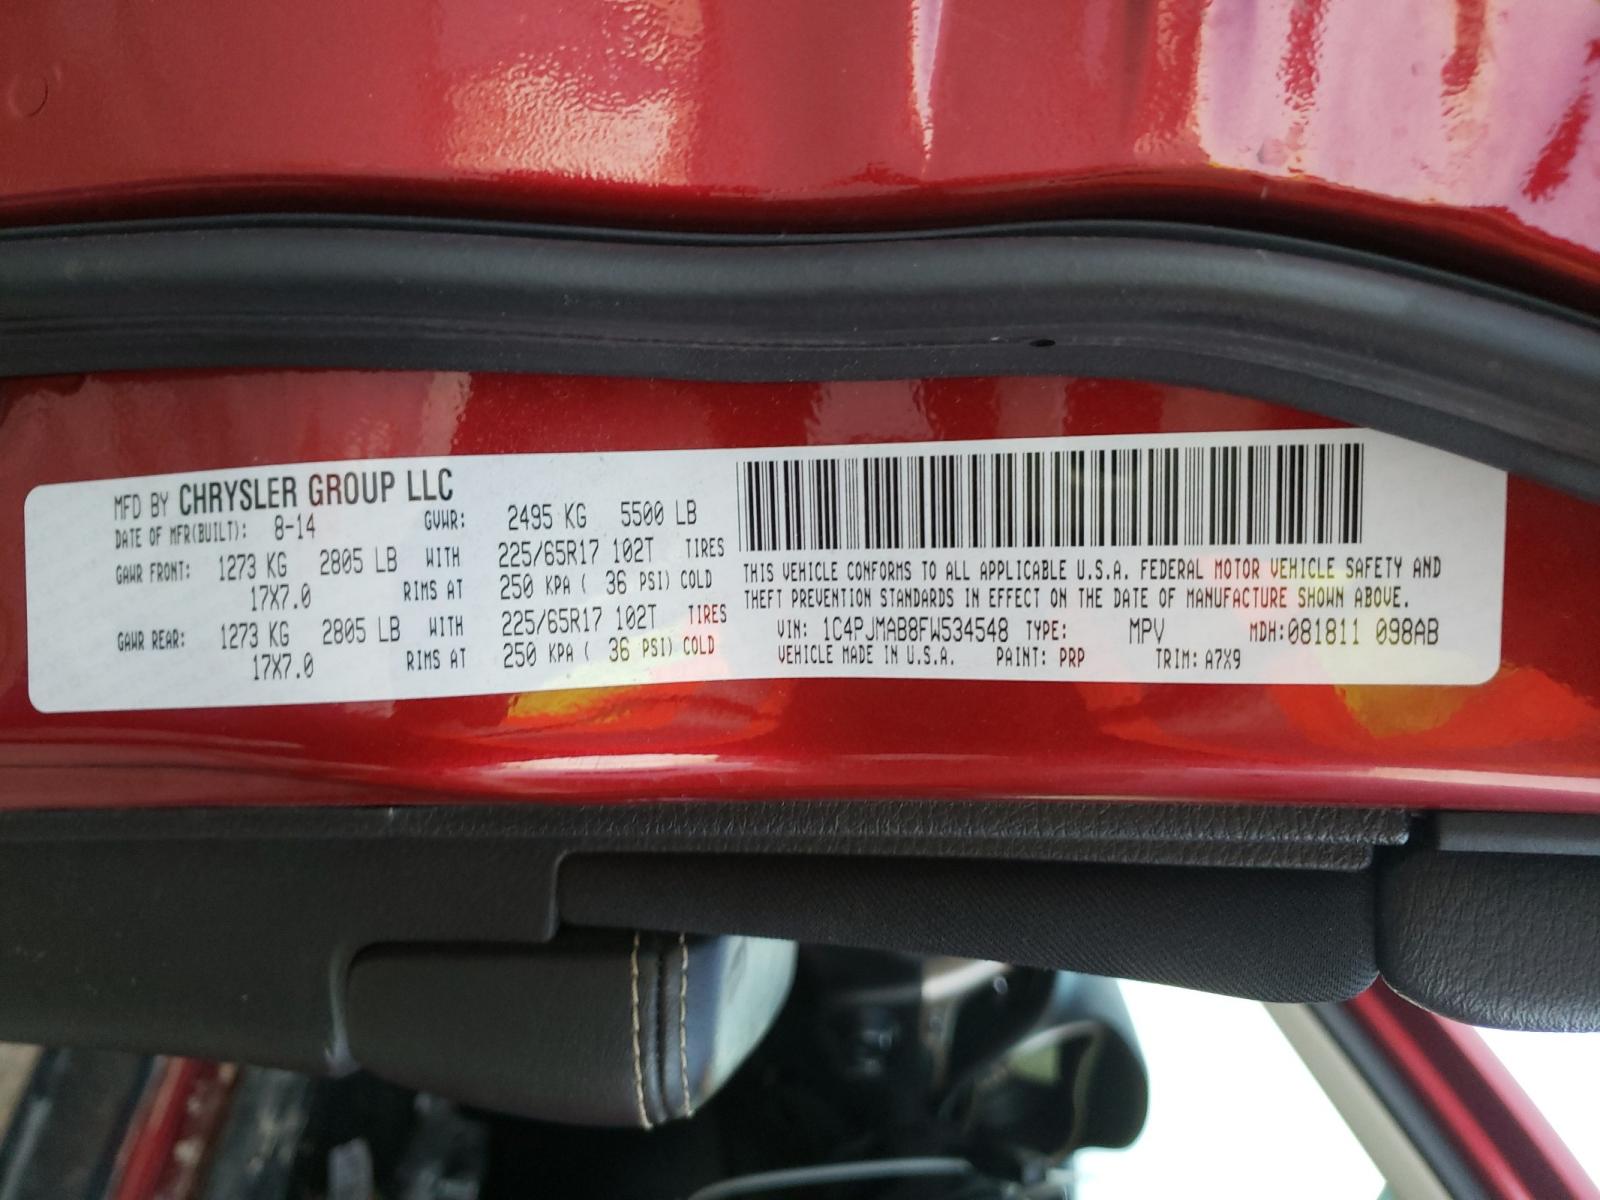 MFD BY CHRYSLER GROUP LLC
DATE OF MFR(BUILT): 8-14 GVWR: 2495 KG 5500 LB
GAWR FRONT: 1273 KG 2805 LB WITH 225/65R17 102T TIRES
17X7.0 RIMS AT 250 KPA ( 36 PSI) COLD
GAWR REAR: 1273 KG 2805 LB WITH 225/65R17 102T TIRES
17X7.0 RIMS AT 250 KPA ( 36 PSI) COLD
THIS VEHICLE CONFORMS TO ALL APPLICABLE U.S.A. FEDERAL MOTOR VEHICLE SAFETY AND
THEFT PREVENTION STANDARDS IN EFFECT ON THE DATE OF MANUFACTURE SHOWN ABOVE.
VIN: 1C4PJMAB8FW534548 TYPE: MPV MDH:081811 098AB
VEHICLE MADE IN U.S.A. PAINT: PRP TRIM: A7X9